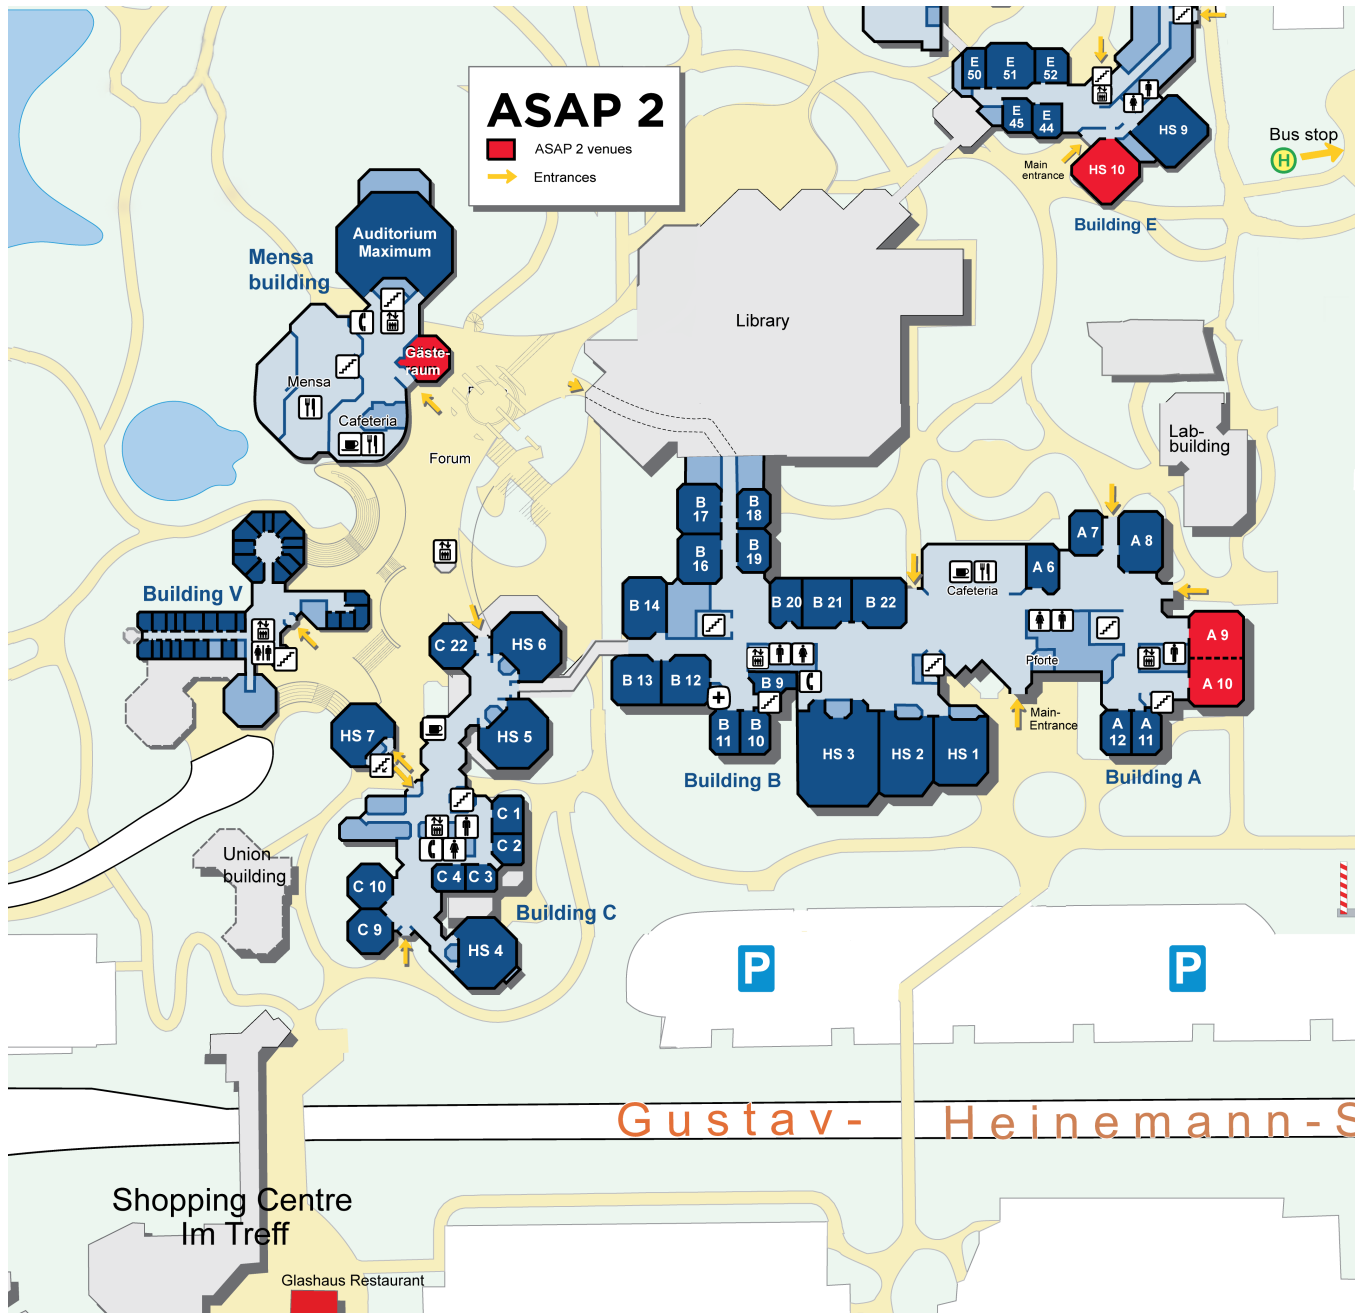 ASAP 2
ASAP 2 venues
Entrances
E
50
E
51
E
52
E
45
E
44
HS 9
HS 10
Main
entrance
Building E
Bus stop
H
Auditorium
Maximum
Mensa
building
Gäste-
raum
Mensa
Cafeteria
Forum
Library
Lab-
building
B
17
B
18
B
16
B
19
B 14
B 20
B 21
B 22
B 13
B 12
B 9
B
11
B
10
HS 3
HS 2
HS 1
Building B
Cafeteria
A 6
A 7
A 8
A 9
A 10
Pforte
Main-
Entrance
A
12
A
11
Building A
Building V
C 22
HS 6
HS 5
HS 7
C 1
C 2
C 4
C 3
C 10
C 9
HS 4
Building C
Union
building
P
P
Gustav-
Heinemann-S
Shopping Centre
Im Treff
Glashaus Restaurant